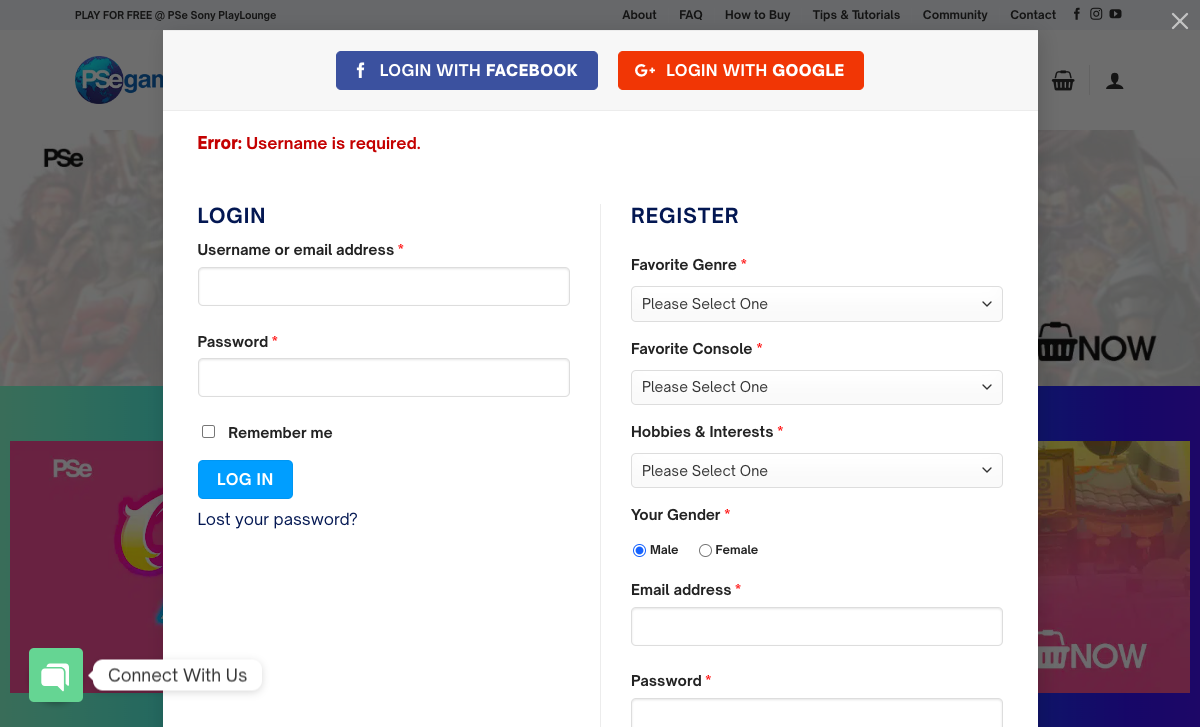 PLAY FOR FREE @ PSe Sony PlayLounge
About FAQ How to Buy Tips & Tutorials Community Contact
PSegam
LOGIN WITH FACEBOOK
G+ LOGIN WITH GOOGLE
Error: Username is required.
PSe
LOGIN
Username or email address *
Password *
Remember me
LOG IN
Lost your password?
REGISTER
Favorite Genre *
Please Select One
Favorite Console *
Please Select One
Hobbies & Interests *
Please Select One
Your Gender *
Male Female
Email address *
Password *
NOW
PSe
NOW
Connect With Us